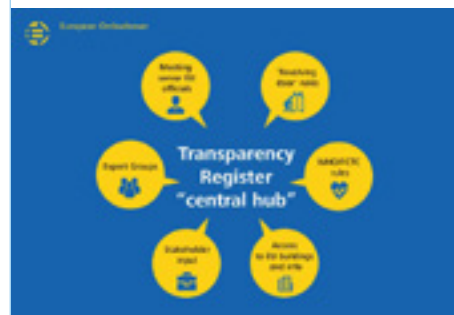 European Ombudsman
Meeting
senior EU
officials
'Revolving
door' rules
Expert Groups
Transparency
Register
"central hub"
rules
Stakeholder
input
Access
to EU buildings
and info